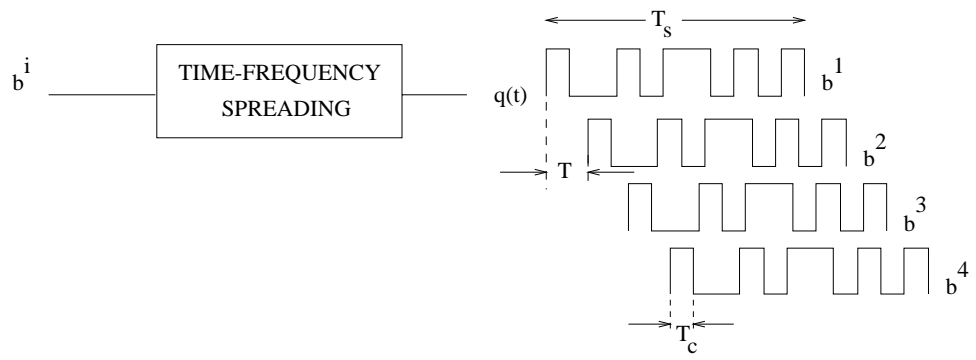 b^i
TIME-FREQUENCY
SPREADING
q(t)
T_s
b^1
b^2
T
b^3
b^4
T_c